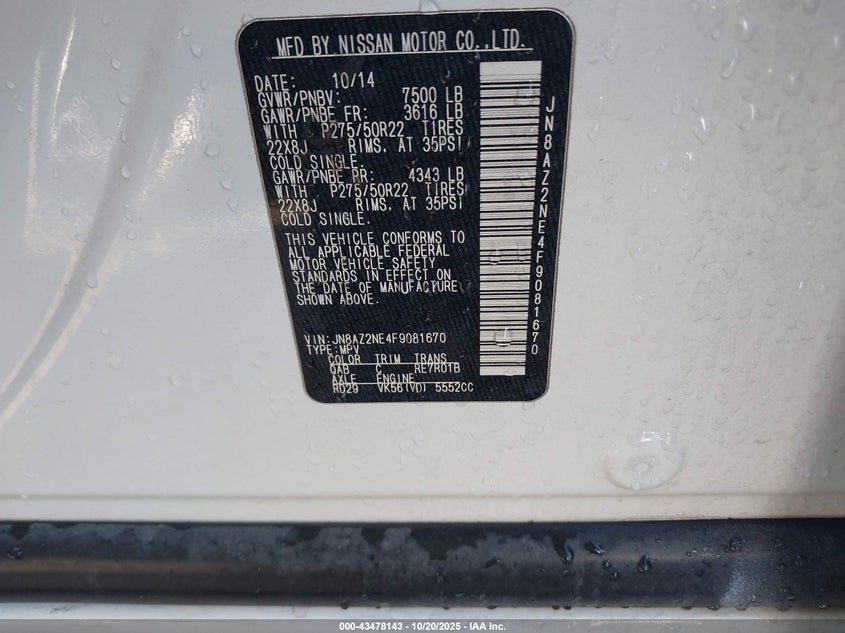 MFD BY NISSAN MOTOR CO.,LTD.
DATE: 10/14
GVWR/PNBV: 7500 LB
GAWR/PNBE FR: 3616 LB
WITH P275/50R22 TIRES
22X8J RIMS. AT 35PSI
COLD SINGLE.
GAWR/PNBE RR: 4343 LB
WITH P275/50R22 TIRES
22X8J RIMS. AT 35PSI
COLD SINGLE.
THIS VEHICLE CONFORMS TO
ALL APPLICABLE FEDERAL
MOTOR VEHICLE SAFETY
STANDARDS IN EFFECT ON
THE DATE OF MANUFACTURE
SHOWN ABOVE.
VIN:JN8AZ2NE4F9081670
TYPE:MPV
COLOR TRIM TRANS
QAB C RE7R01B
AXLE ENGINE
RD29 VK56(VD) 5552CC
JN8AZ2NE4F9081670
000-43478143 - 10/20/2025 - IAA Inc.